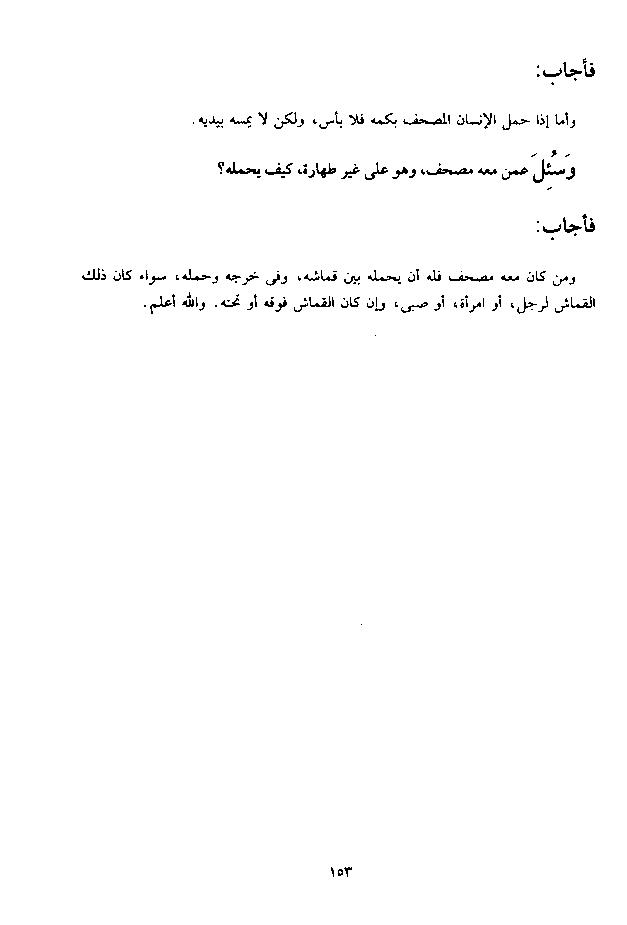 فأجاب:
وأما إذا حمل الإنسان المصحف بكمه فلا بأس، ولكن لا يمسه بيديه.
وَسُئِلَ عمن معه مصحف، وهو على غير طهارة، كيف يحمله؟
فأجاب:
ومن كان معه مصحف فله أن يحمله بين قماشه، وفى خرجه وحمله، سواء كان ذلك
القماش لرجل، أو امرأة، أو صبى، وإن كان القماش فوقه أو تحته. والله أعلم.
١٥٣